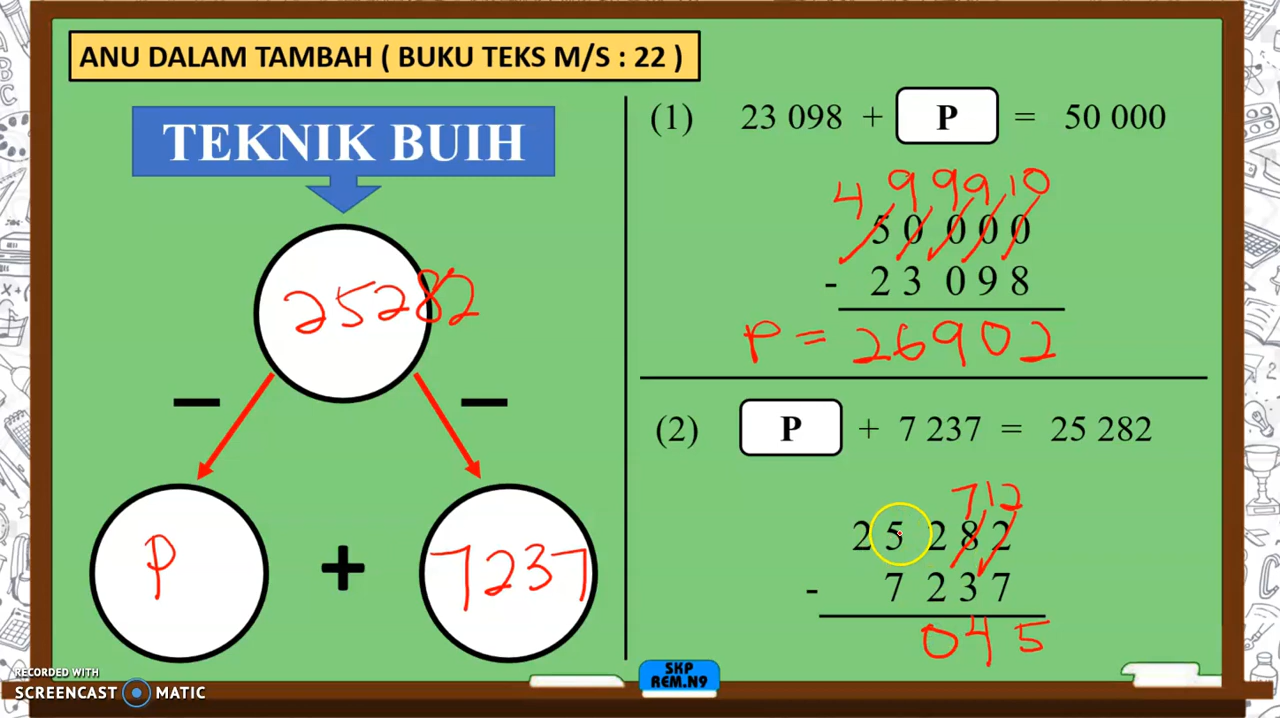 ANU DALAM TAMBAH ( BUKU TEKS M/S : 22 )
TEKNIK BUIH
25282
− −
P + 7237
(1) 23 098 + P = 50 000
4 9 9 9 10
5 0 0 0 0
- 2 3 0 9 8
P = 26902
(2) P + 7 237 = 25 282
7 12
2 5 2 8 2
- 7 2 3 7
0 4 5
SKP
REM.N9
RECORDED WITH
SCREENCAST MATIC